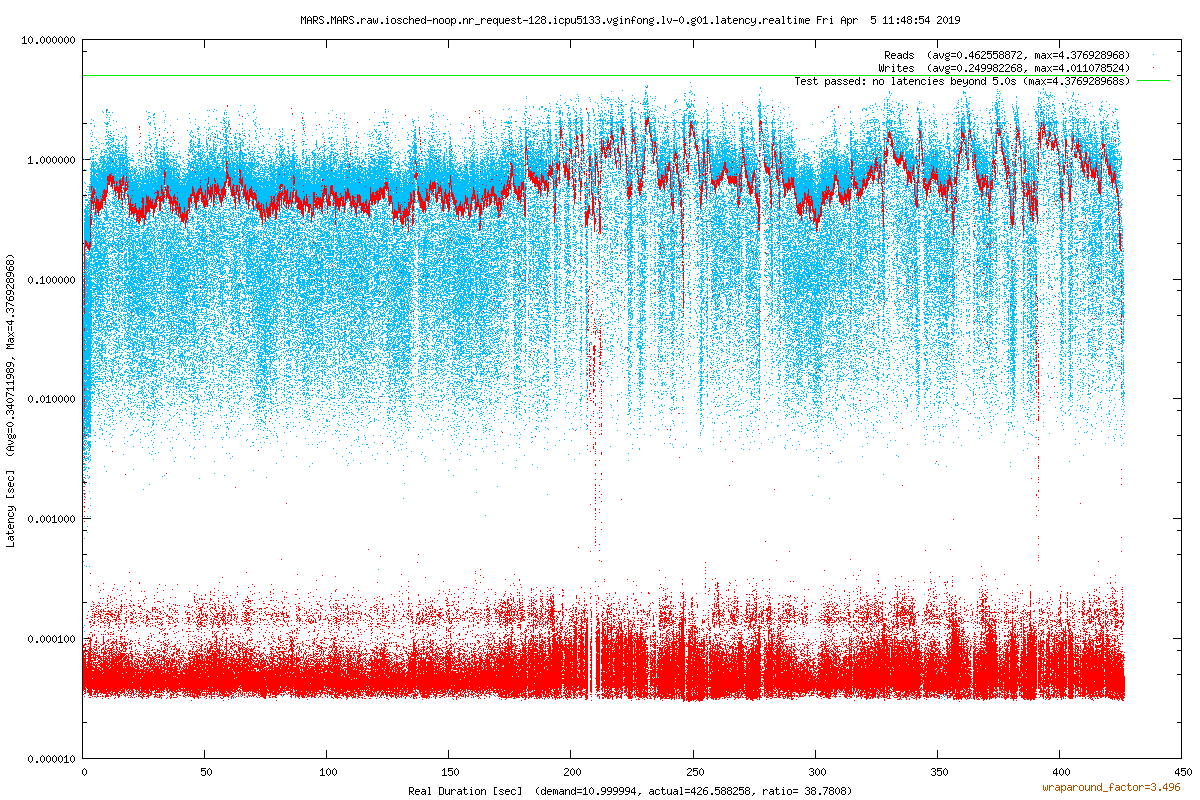 MARS.MARS.raw.iosched-noop.nr_request-128.icpu5133.vginfong.lv-0.g01.latency.realtime Fri Apr  5 11:48:54 2019
Reads  (avg=0.462558872, max=4.376928968)
Writes  (avg=0.249982268, max=4.011078524)
Test passed: no latencies beyond 5.0s (max=4.376928968s)
10.000000
1.000000
0.100000
0.010000
0.001000
0.000100
0.000010
Latency [sec]  (Avg=0.340711989, Max=4.376928968)
0 50 100 150 200 250 300 350 400 450
Real Duration [sec]  (demand=10.999994, actual=426.588258, ratio= 38.7808)
wraparound_factor=3.496